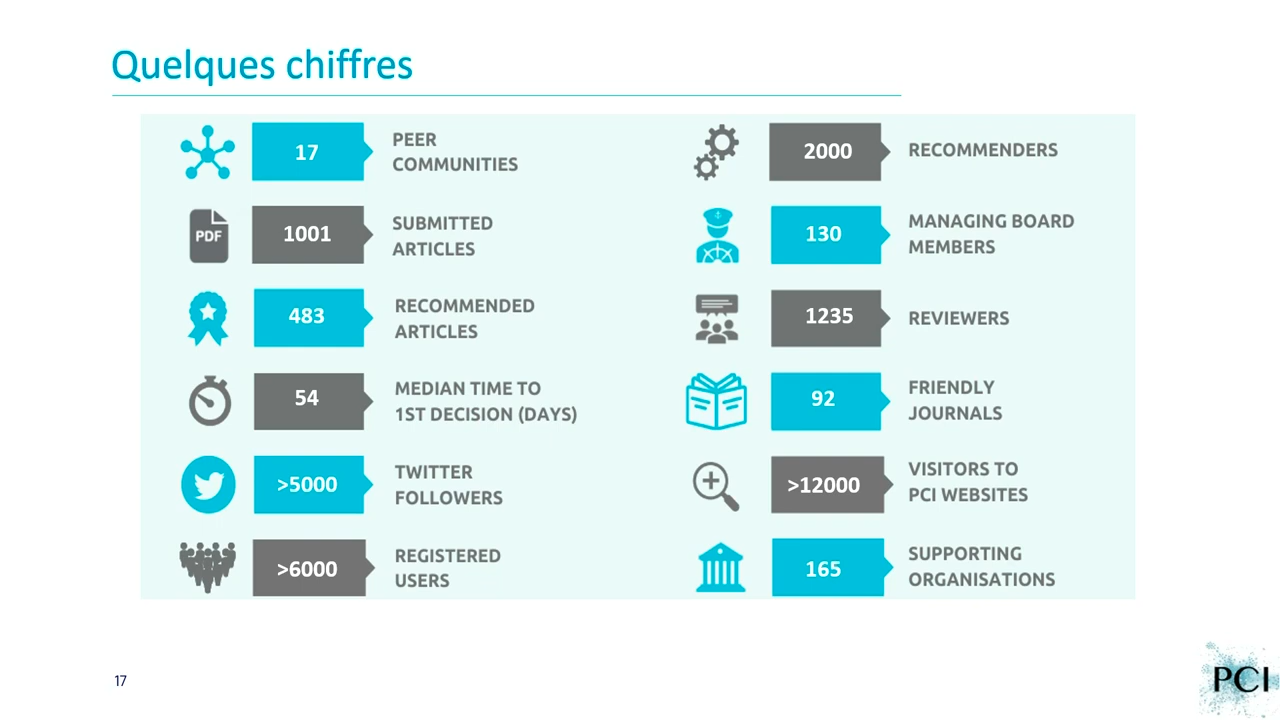 Quelques chiffres
17
PEER
COMMUNITIES
PDF
1001
SUBMITTED
ARTICLES
483
RECOMMENDED
ARTICLES
54
MEDIAN TIME TO
1ST DECISION (DAYS)
>5000
TWITTER
FOLLOWERS
>6000
REGISTERED
USERS
2000
RECOMMENDERS
130
MANAGING BOARD
MEMBERS
1235
REVIEWERS
92
FRIENDLY
JOURNALS
>12000
VISITORS TO
PCI WEBSITES
165
SUPPORTING
ORGANISATIONS
17
PCI